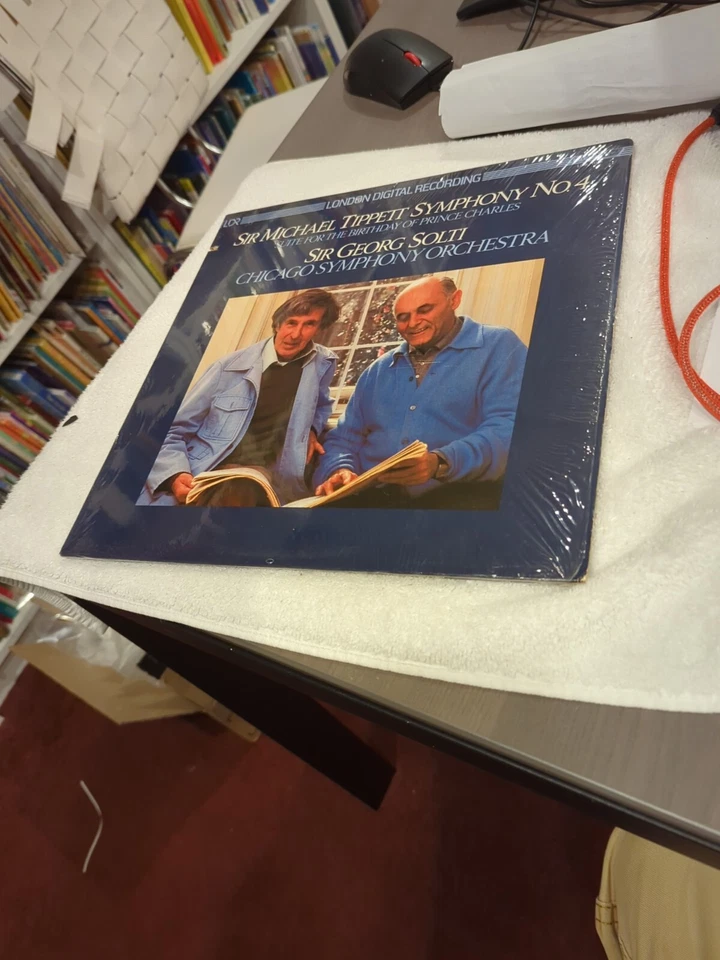 LDR
LONDON DIGITAL RECORDING
SIR MICHAEL TIPPETT SYMPHONY NO. 4
SUITE FOR THE BIRTHDAY OF PRINCE CHARLES
SIR GEORG SOLTI
CHICAGO SYMPHONY ORCHESTRA